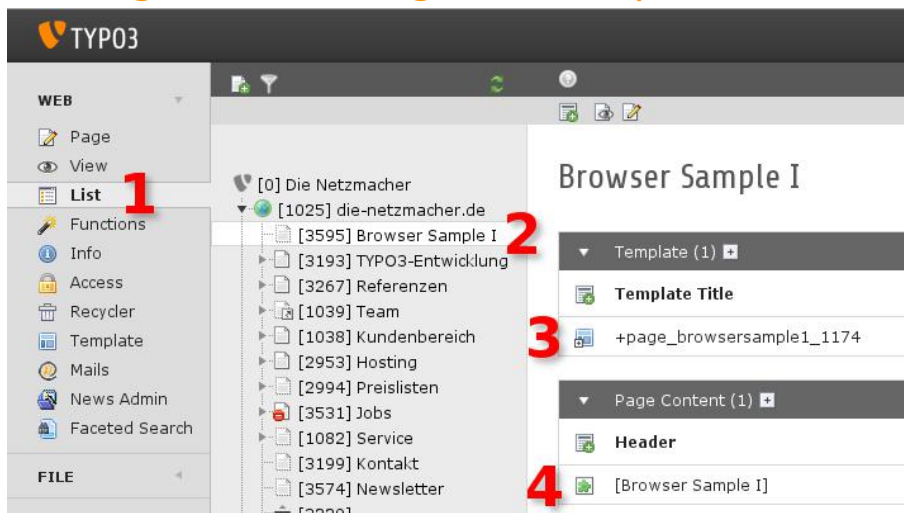 TYPO3
WEB
Page
View
List
1
Functions
Info
Access
Recycler
Template
Mails
News Admin
Faceted Search
FILE
[0] Die Netzmacher
[1025] die-netzmacher.de
[3595] Browser Sample I
2
[3193] TYPO3-Entwicklung
[3267] Referenzen
[1039] Team
[1038] Kundenbereich
[2953] Hosting
[2994] Preislisten
[3531] Jobs
[1082] Service
[3199] Kontakt
[3574] Newsletter
Browser Sample I
Template (1)
Template Title
3
+page_browsersample1_1174
Page Content (1)
Header
4
[Browser Sample I]